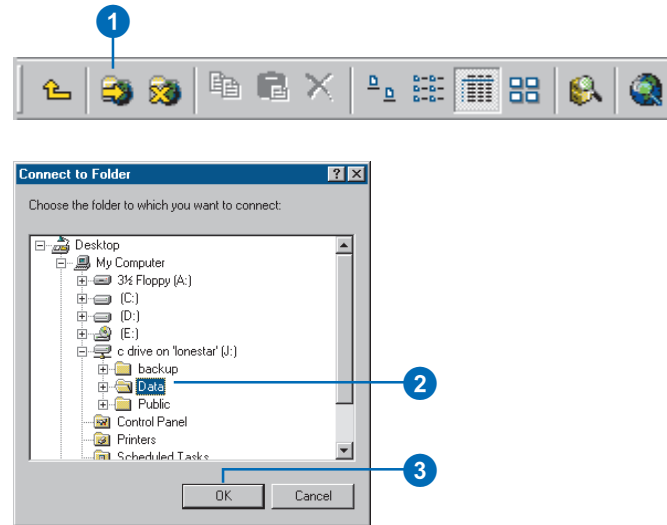 1
Connect to Folder
Choose the folder to which you want to connect:
Desktop
My Computer
3½ Floppy (A:)
(C:)
(D:)
(E:)
c drive on 'lonestar' (J:)
backup
Data
2
Public
Control Panel
Printers
Scheduled Tasks
3
OK Cancel